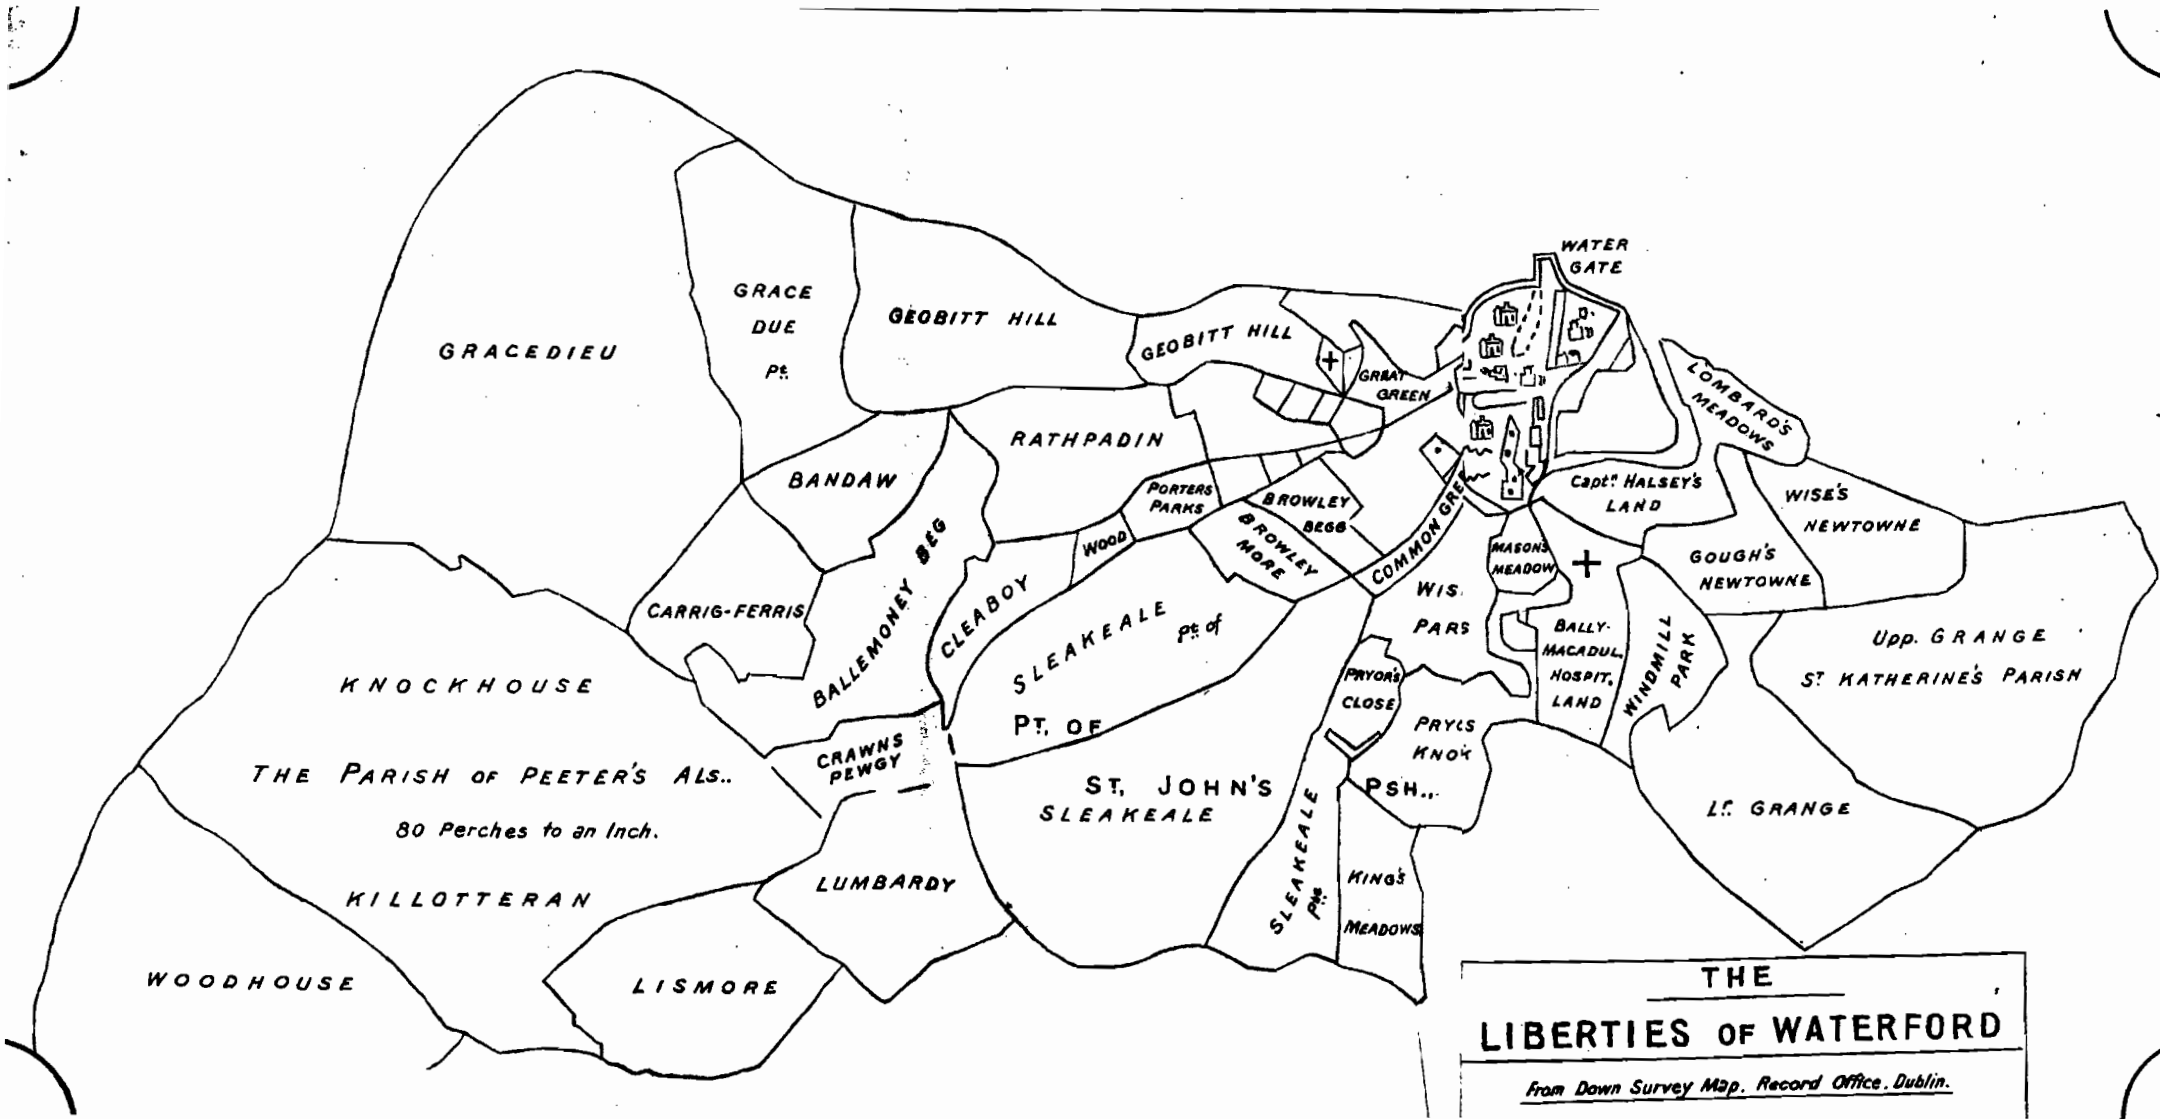 WATER
GATE
GRACEDIEU
GRACE
DUE
Pt.
GEOBITT HILL
GEOBITT HILL
GREAT
GREEN
LOMBARD'S
MEADOWS
RATHPADIN
BANDAW
PORTERS
PARKS
BROWLEY
BEGG
BROWLEY
MORE
WOOD
COMMON GRE
Captn. HALSEY'S
LAND
WISE'S
NEWTOWNE
GOUGH'S
NEWTOWNE
MASON'S
MEADOW
CARRIG-FERRIS
BALLEMONEY BEG
CLEABOY
SLEAKEALE
Pt. of
WIS.
PARS
BALLY-
MACADUL.
HOSPIT.
LAND
WINDMILL
PARK
Upp. GRANGE
ST KATHERINE'S PARISH
KNOCKHOUSE
PRYOR'S
CLOSE
PT. OF
PRYCS
KNOK
CRAWNS
PEWGY
THE PARISH OF PEETER'S ALS..
80 Perches to an Inch.
ST. JOHN'S
SLEAKEALE
PSH..
Lr. GRANGE
SLEAKEALE
KING'S
MEADOWS
KILLOTTERAN
LUMBARDY
WOODHOUSE
LISMORE
THE
LIBERTIES OF WATERFORD
From Down Survey Map. Record Office. Dublin.